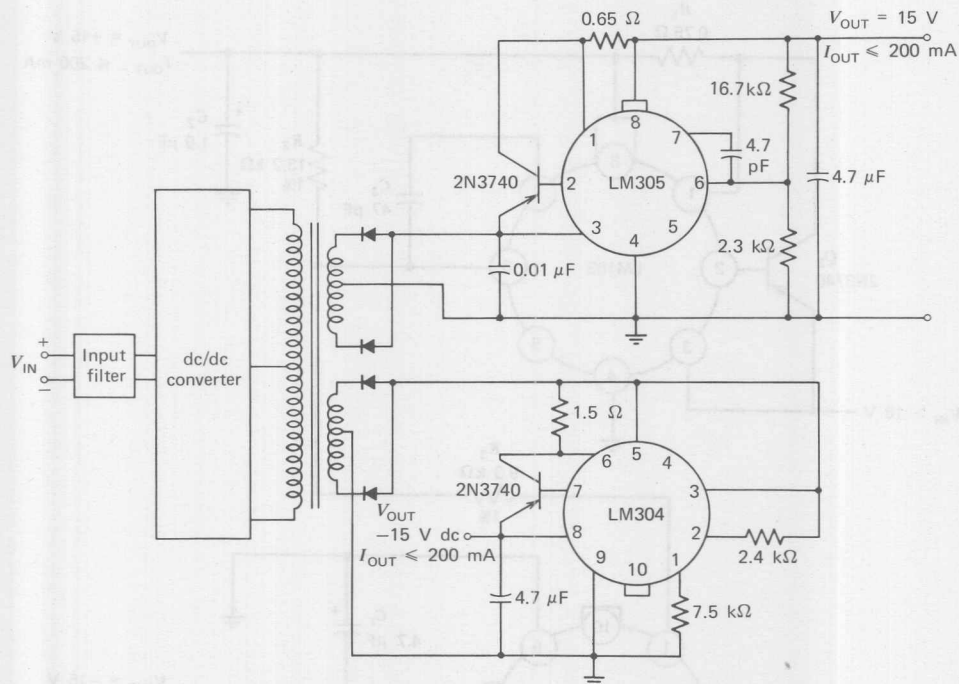 0.65 Ω
V_OUT = 15 V
I_OUT ≤ 200 mA
16.7kΩ
8
1
7
4.7
pF
2N3740
2
LM305
6
4.7 μF
3
5
4
2.3 kΩ
0.01 μF
V_IN
+
−
Input
filter
dc/dc
converter
1.5 Ω
6
5
4
2N3740
7
3
V_OUT
LM304
−15 V dc
8
2
2.4 kΩ
I_OUT ≤ 200 mA
9
10
1
4.7 μF
7.5 kΩ